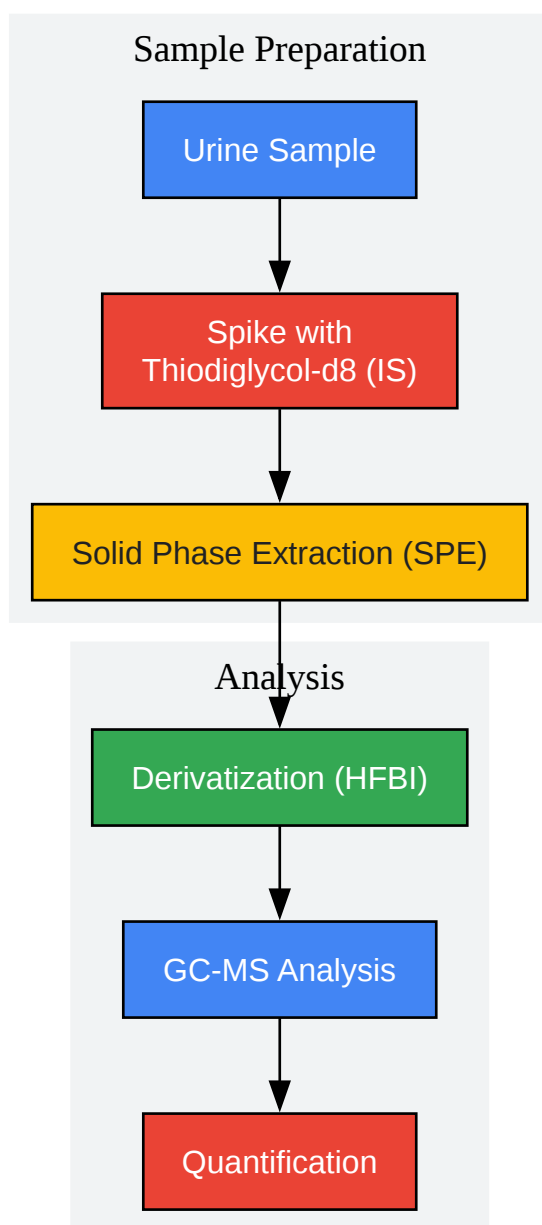 Sample Preparation
Urine Sample
Spike with
Thiodiglycol-d8 (IS)
Solid Phase Extraction (SPE)
Analysis
Derivatization (HFBI)
GC-MS Analysis
Quantification